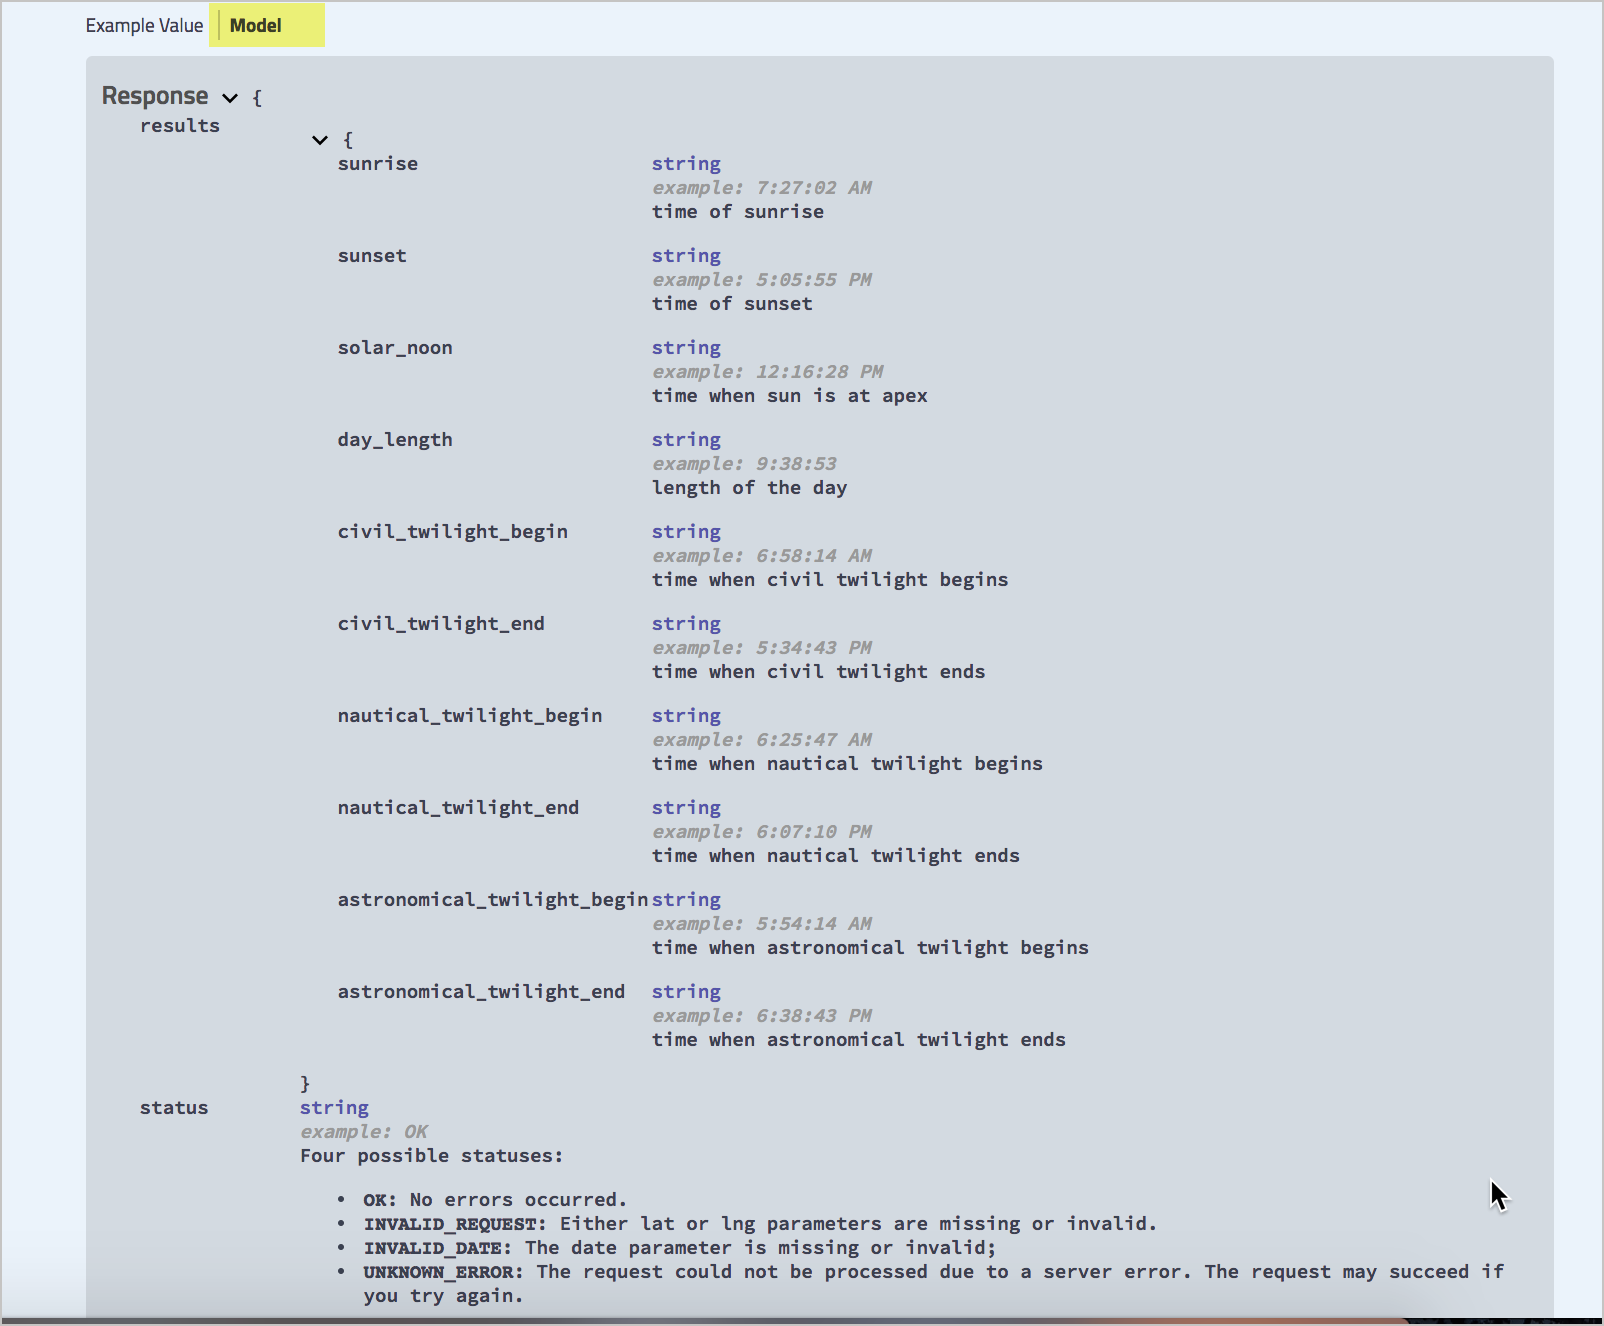 Example Value Model
Response {
results
{
sunrise string
example: 7:27:02 AM
time of sunrise
sunset string
example: 5:05:55 PM
time of sunset
solar_noon string
example: 12:16:28 PM
time when sun is at apex
day_length string
example: 9:38:53
length of the day
civil_twilight_begin string
example: 6:58:14 AM
time when civil twilight begins
civil_twilight_end string
example: 5:34:43 PM
time when civil twilight ends
nautical_twilight_begin string
example: 6:25:47 AM
time when nautical twilight begins
nautical_twilight_end string
example: 6:07:10 PM
time when nautical twilight ends
astronomical_twilight_begin string
example: 5:54:14 AM
time when astronomical twilight begins
astronomical_twilight_end string
example: 6:38:43 PM
time when astronomical twilight ends
}
status string
example: OK
Four possible statuses:
• OK: No errors occurred.
• INVALID_REQUEST: Either lat or lng parameters are missing or invalid.
• INVALID_DATE: The date parameter is missing or invalid;
• UNKNOWN_ERROR: The request could not be processed due to a server error. The request may succeed if
you try again.